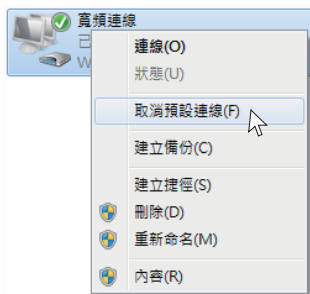 寬頻連線
已
W
連線(O)
狀態(U)
取消預設連線(F)
建立備份(C)
建立捷徑(S)
刪除(D)
重新命名(M)
內容(R)